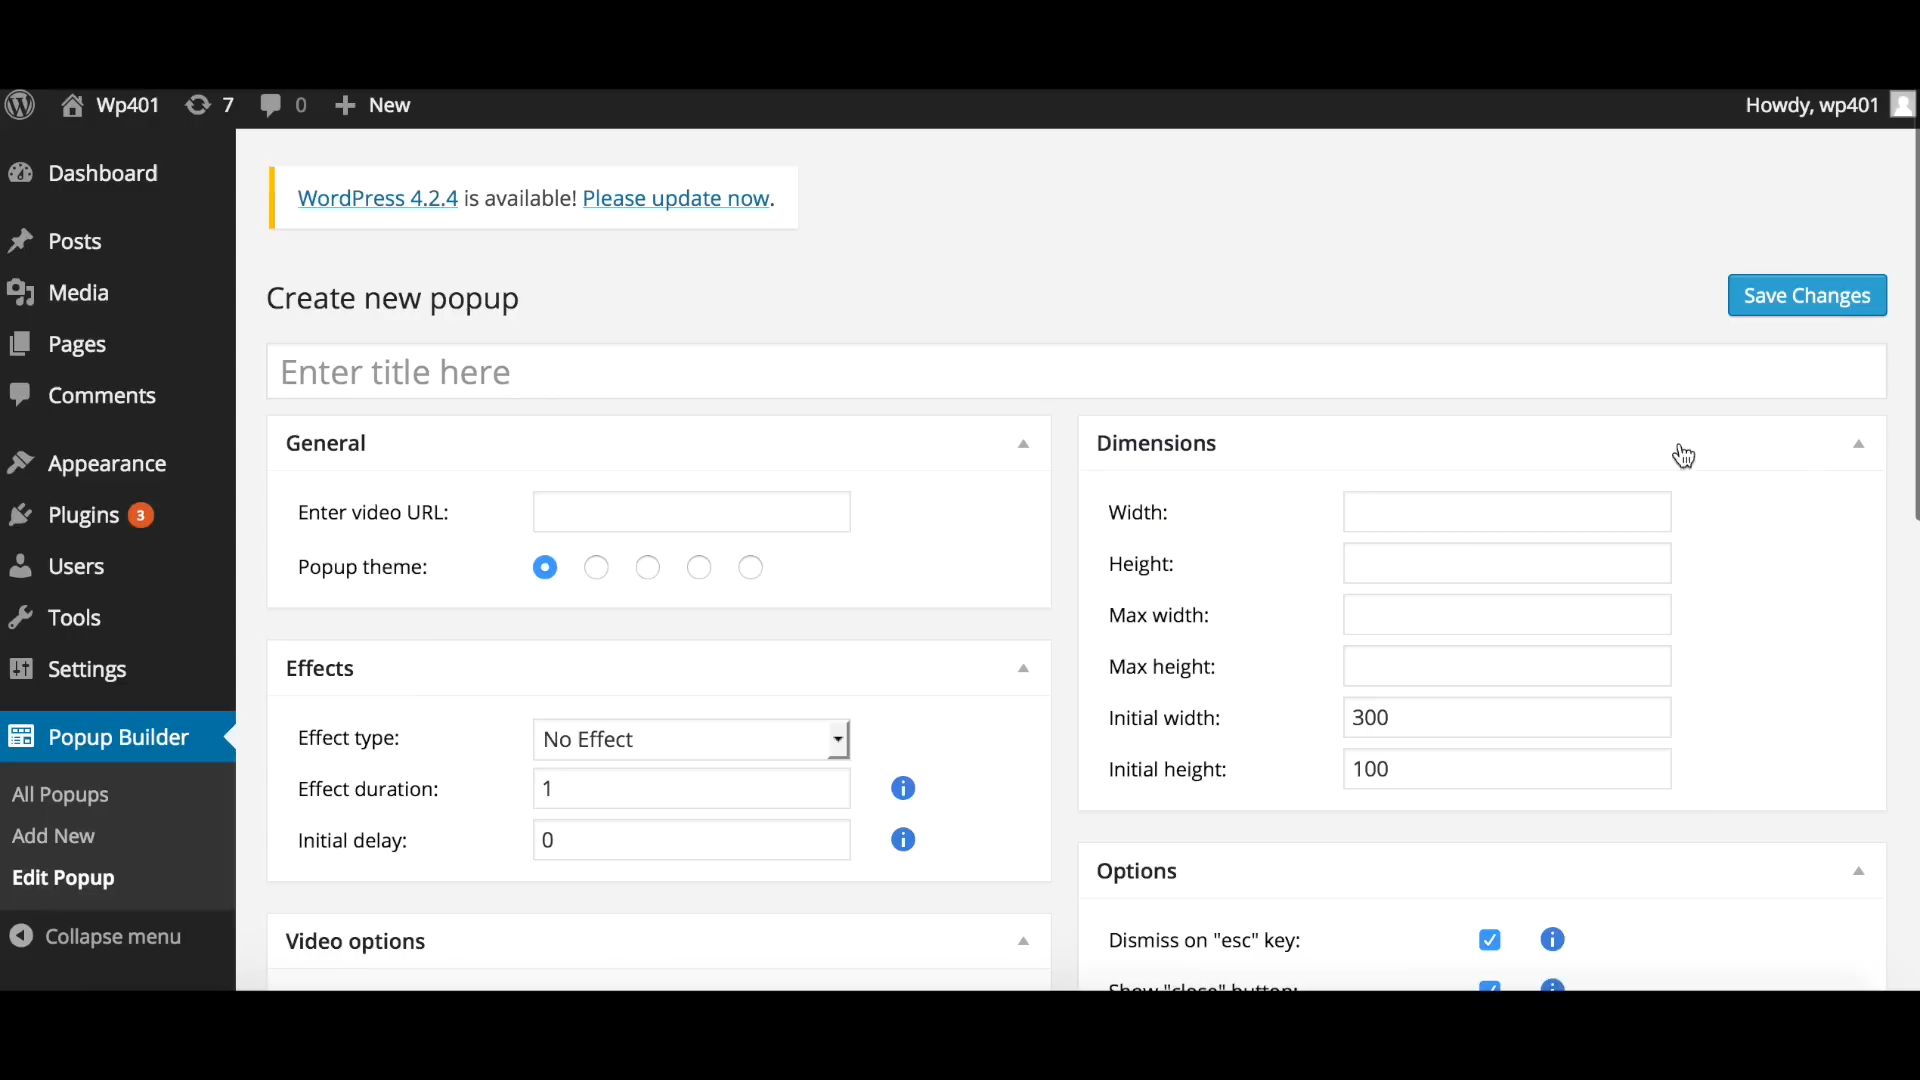 Wp401 7 0 New Howdy, wp401
Dashboard
Posts
Media
Pages
Comments
Appearance
Plugins 3
Users
Tools
Settings
Popup Builder
All Popups
Add New
Edit Popup
Collapse menu
WordPress 4.2.4 is available! Please update now.
Create new popup
Save Changes
Enter title here
General
Enter video URL:
Popup theme:
Effects
Effect type: No Effect
Effect duration: 1
Initial delay: 0
Video options
Dimensions
Width:
Height:
Max width:
Max height:
Initial width: 300
Initial height: 100
Options
Dismiss on "esc" key:
Show "close" button: